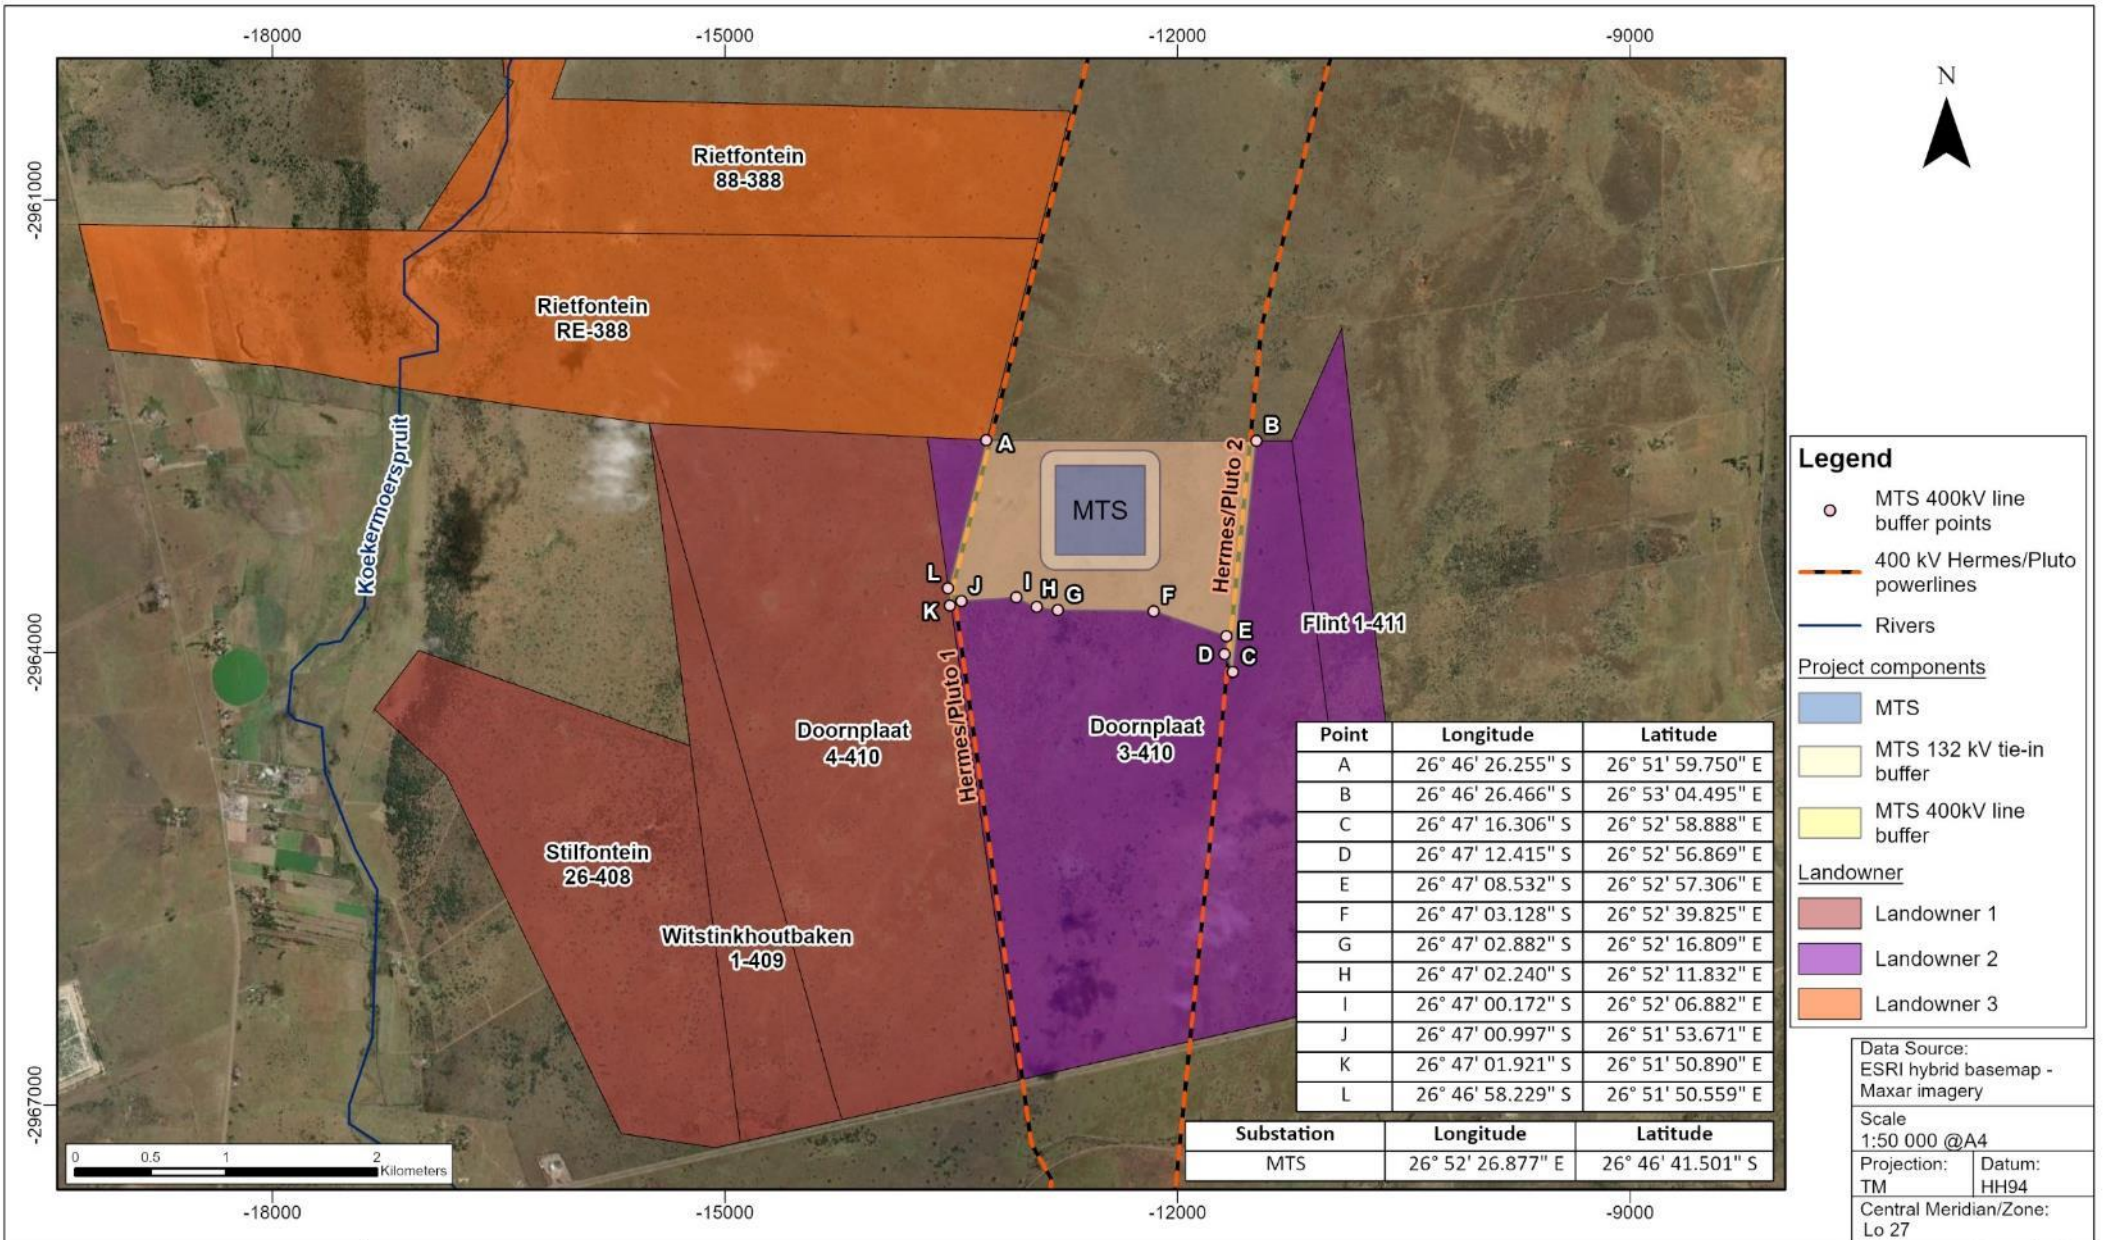 -18000
-15000
-12000
-9000
N
-2961000
-2964000
-2967000
Rietfontein
88-388
Rietfontein
RE-388
Koekermoerspruit
A
B
MTS
Hermes/Pluto 2
L
J
I
H
G
F
K
E
D
C
Flint 1-411
Hermes/Pluto 1
Doornplaat
4-410
Doornplaat
3-410
Stilfontein
26-408
Witstinkhoutbaken
1-409
Point Longitude Latitude
A 26° 46' 26.255" S 26° 51' 59.750" E
B 26° 46' 26.466" S 26° 53' 04.495" E
C 26° 47' 16.306" S 26° 52' 58.888" E
D 26° 47' 12.415" S 26° 52' 56.869" E
E 26° 47' 08.532" S 26° 52' 57.306" E
F 26° 47' 03.128" S 26° 52' 39.825" E
G 26° 47' 02.882" S 26° 52' 16.809" E
H 26° 47' 02.240" S 26° 52' 11.832" E
I 26° 47' 00.172" S 26° 52' 06.882" E
J 26° 47' 00.997" S 26° 51' 53.671" E
K 26° 47' 01.921" S 26° 51' 50.890" E
L 26° 46' 58.229" S 26° 51' 50.559" E
Substation Longitude Latitude
MTS 26° 52' 26.877" E 26° 46' 41.501" S
0 0.5 1 2
Kilometers
-18000
-15000
-12000
-9000
Legend
MTS 400kV line
buffer points
400 kV Hermes/Pluto
powerlines
Rivers
Project components
MTS
MTS 132 kV tie-in
buffer
MTS 400kV line
buffer
Landowner
Landowner 1
Landowner 2
Landowner 3
Data Source:
ESRI hybrid basemap -
Maxar imagery
Scale
1:50 000 @A4
Projection: Datum:
TM HH94
Central Meridian/Zone:
Lo 27